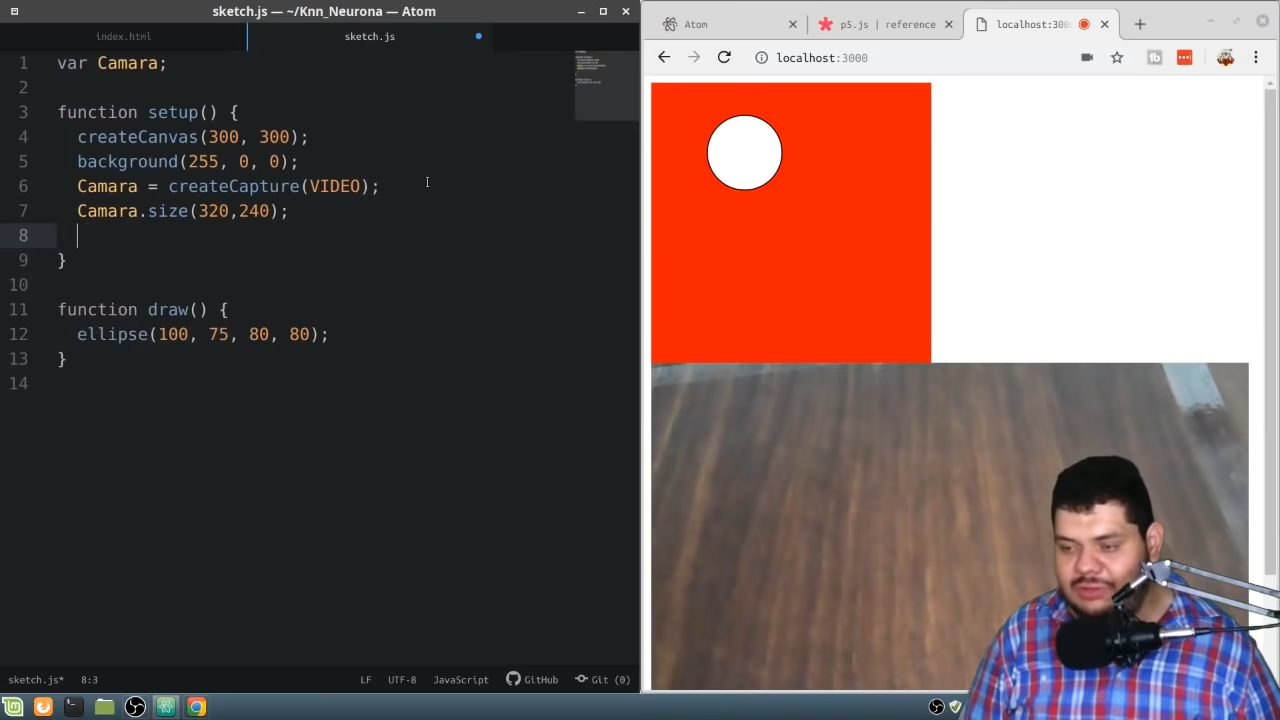 sketch.js — ~/Knn_Neurona — Atom
index.html
sketch.js
1 var Camara;
2
3 function setup() {
4 createCanvas(300, 300);
5 background(255, 0, 0);
6 Camara = createCapture(VIDEO);
7 Camara.size(320,240);
8
9 }
10
11 function draw() {
12 ellipse(100, 75, 80, 80);
13 }
14
sketch.js* 8:3 LF UTF-8 JavaScript GitHub Git (0)
Atom
p5.js | reference
localhost:300
localhost:3000